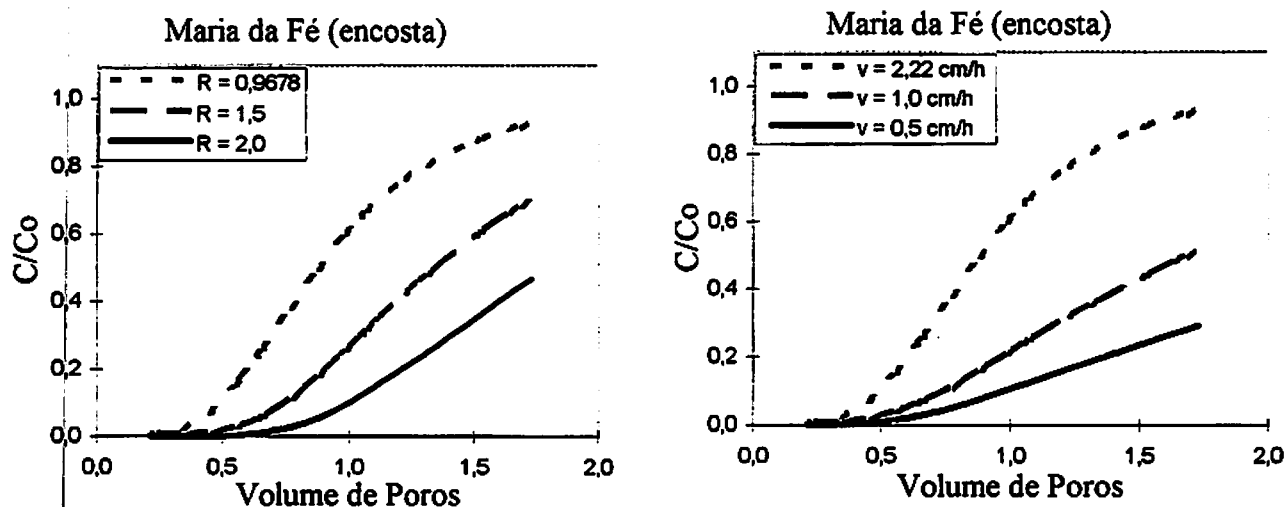 Maria da Fé (encosta)
R = 0,9678
R = 1,5
R = 2,0
1,0
0,8
0,6
0,4
0,2
0,0
C/Co
0,0 0,5 1,0 1,5 2,0
Volume de Poros
Maria da Fé (encosta)
v = 2,22 cm/h
v = 1,0 cm/h
v = 0,5 cm/h
1,0
0,8
0,6
0,4
0,2
0,0
C/Co
0,0 0,5 1,0 1,5 2,0
Volume de Poros